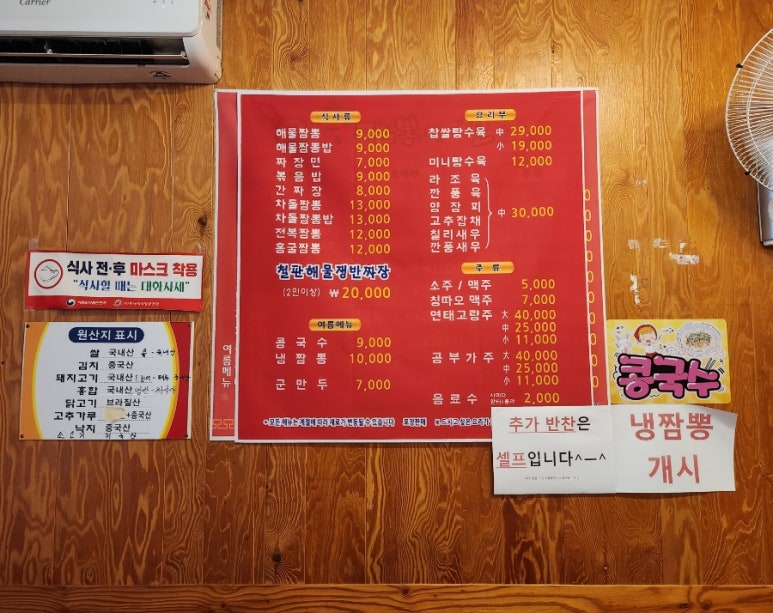 Carrier
식사류
해물짬뽕 9,000
해물짬뽕밥 9,000
짜장면 7,000
볶음밥 9,000
간짜장 8,000
차돌짬뽕 13,000
차돌짬뽕밥 13,000
전복짬뽕 12,000
홍굴짬뽕 12,000
철판해물쟁반짜장
(2인이상) ₩20,000
여름메뉴
콩국수 9,000
냉짬뽕 10,000
군만두 7,000
요리부
찹쌀탕수육 中 29,000
小 19,000
미니탕수육 12,000
라조육
깐풍육
양장피
고추잡채 中 30,000
칠리새우
깐풍새우
주류
소주 / 맥주 5,000
칭따오 맥주 7,000
연태고량주 大 40,000
中 25,000
小 11,000
공부가주 大 40,000
中 25,000
小 11,000
음료수 사이다 2,000
여름메뉴
식사 전·후 마스크 착용
"식사할 때는 대화자제"
원산지 표시
쌀 국내산
김치 중국산
돼지고기 국내산
홍합 국내산
닭고기 브라질산
고추가루 +중국산
낙지 중국산
콩국수
추가 반찬은
셀프입니다^ㅡ^
냉짬뽕
개시